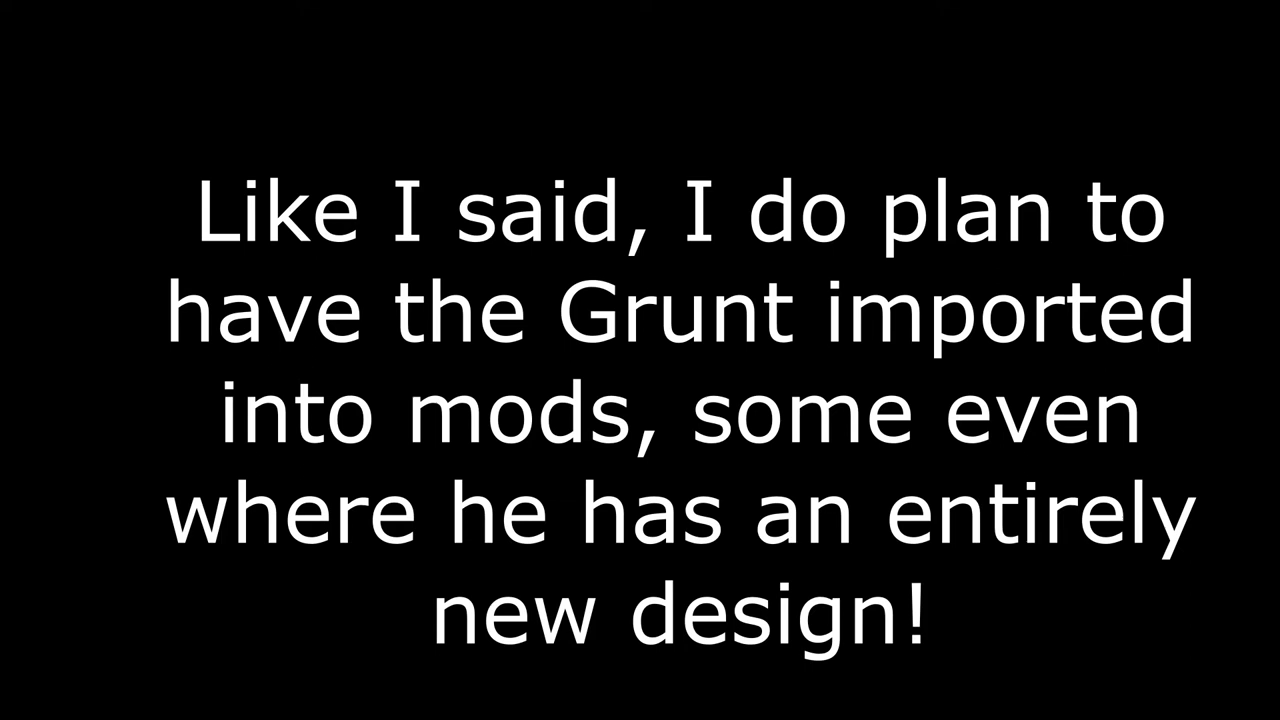 Like I said, I do plan to
have the Grunt imported
into mods, some even
where he has an entirely
new design!